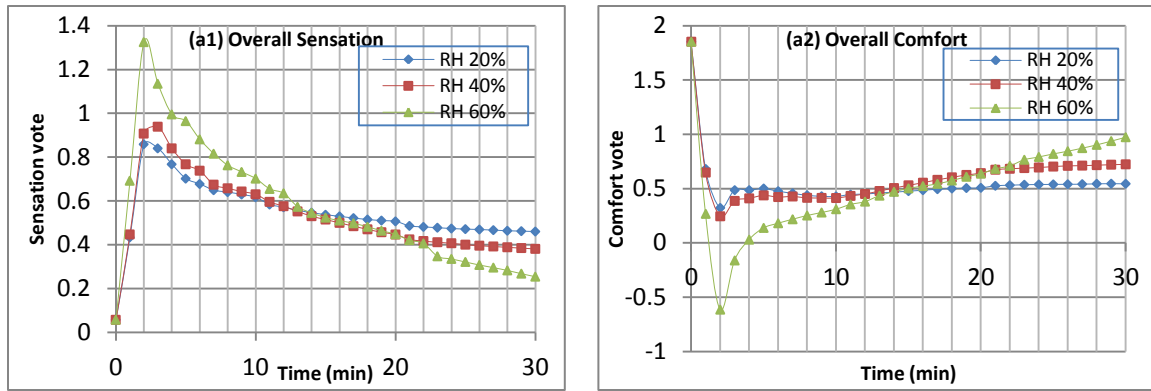 (a1) Overall Sensation
Sensation vote
1.4
1.2
1
0.8
0.6
0.4
0.2
0
RH 20%
RH 40%
RH 60%
0 10 20 30
Time (min)
(a2) Overall Comfort
Comfort vote
2
1.5
1
0.5
0
-0.5
-1
RH 20%
RH 40%
RH 60%
0 10 20 30
Time (min)